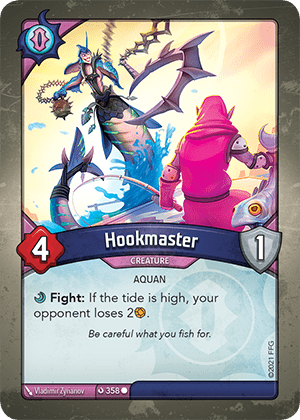 Hookmaster
4
1
CREATURE
AQUAN
Fight: If the tide is high, your
opponent loses 2.
Be careful what you fish for.
Vladimir Zyrianov
358
©2021 FFG